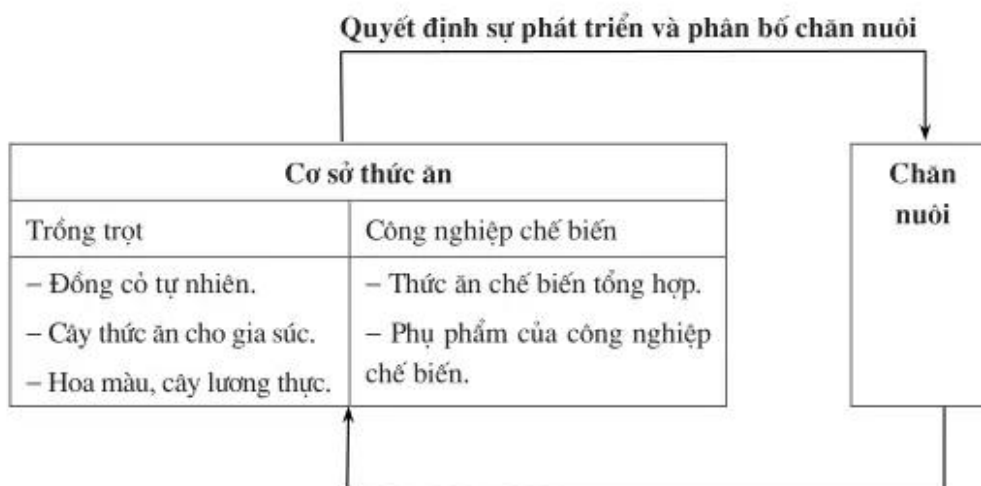 Quyết định sự phát triển và phân bố chăn nuôi
Cơ sở thức ăn
Trồng trọt
– Đồng cỏ tự nhiên.
– Cây thức ăn cho gia súc.
– Hoa màu, cây lương thực.
Công nghiệp chế biến
– Thức ăn chế biến tổng hợp.
– Phụ phẩm của công nghiệp
chế biến.
Chăn
nuôi